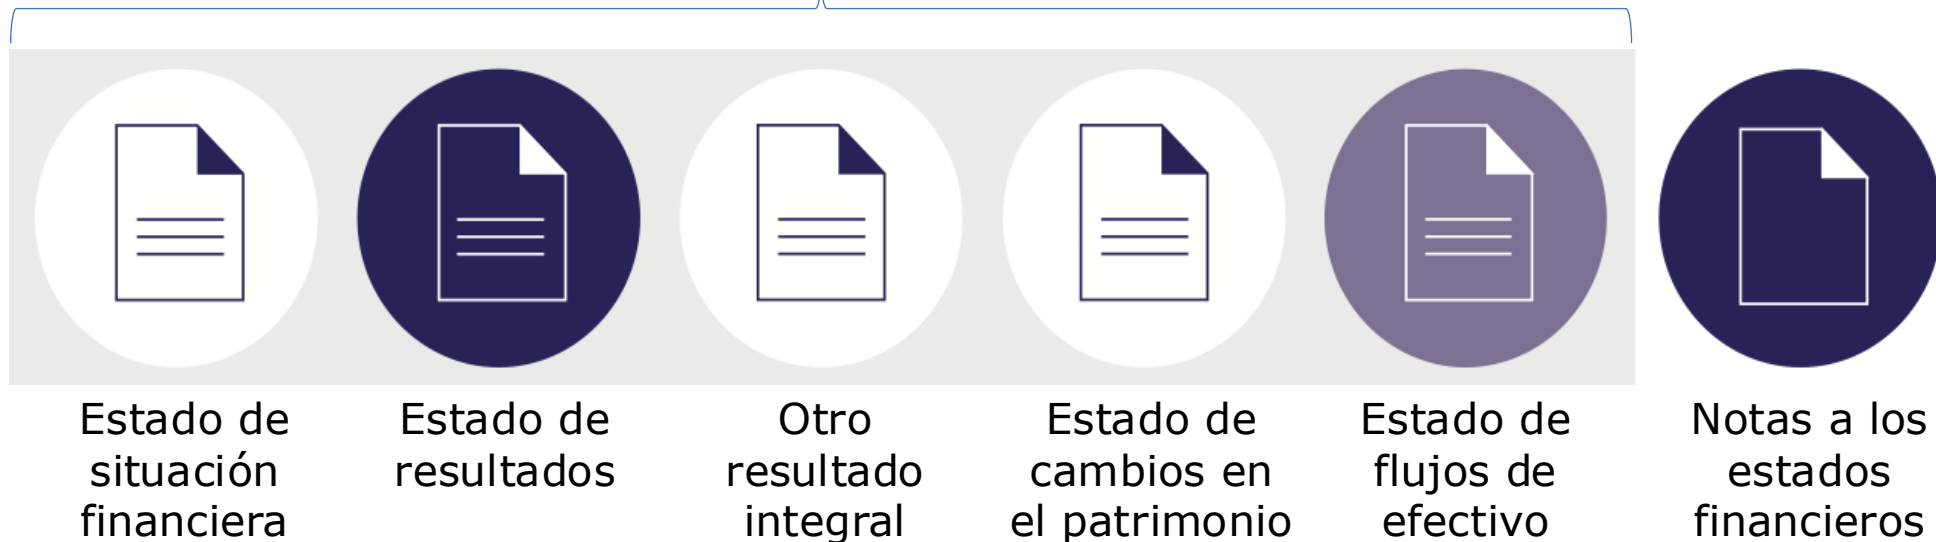 Estado de
situación
financiera
Estado de
resultados
Otro
resultado
integral
Estado de
cambios en
el patrimonio
Estado de
flujos de
efectivo
Notas a los
estados
financieros